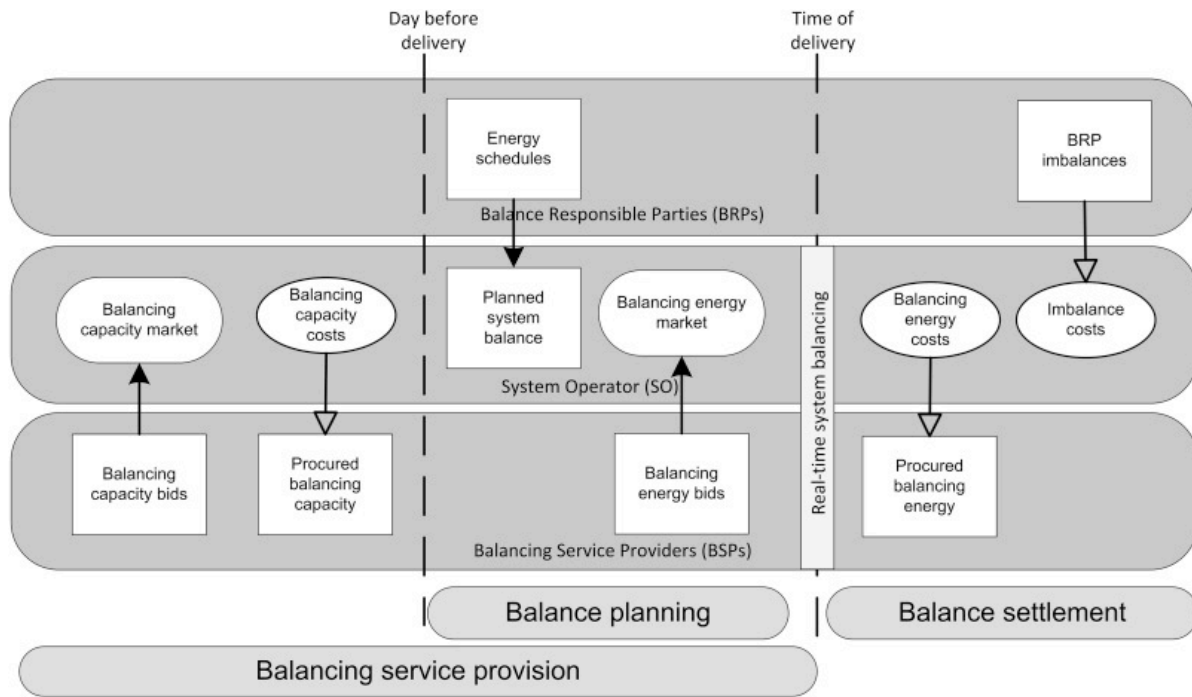 Day before
delivery
Time of
delivery
Energy
schedules
BRP
imbalances
Balance Responsible Parties (BRPs)
Balancing
capacity market
Balancing
capacity
costs
Planned
system
balance
Balancing energy
market
Balancing
energy
costs
Imbalance
costs
System Operator (SO)
Real-time system balancing
Balancing
capacity bids
Procured
balancing
capacity
Balancing
energy bids
Procured
balancing
energy
Balancing Service Providers (BSPs)
Balance planning
Balance settlement
Balancing service provision